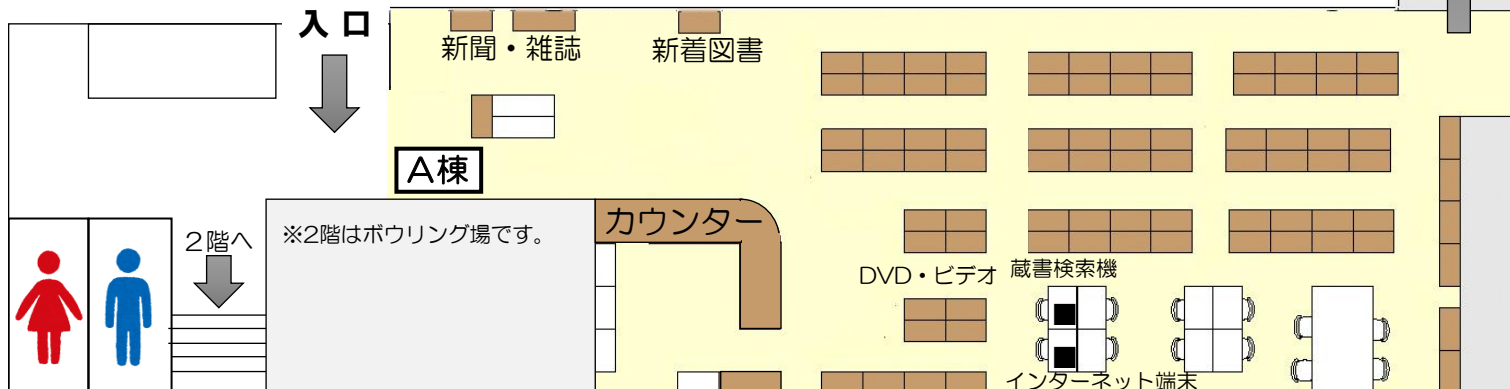 入口
新聞・雑誌
新着図書
A棟
カウンター
2階へ
※2階はボウリング場です。
DVD・ビデオ
蔵書検索機
インターネット端末